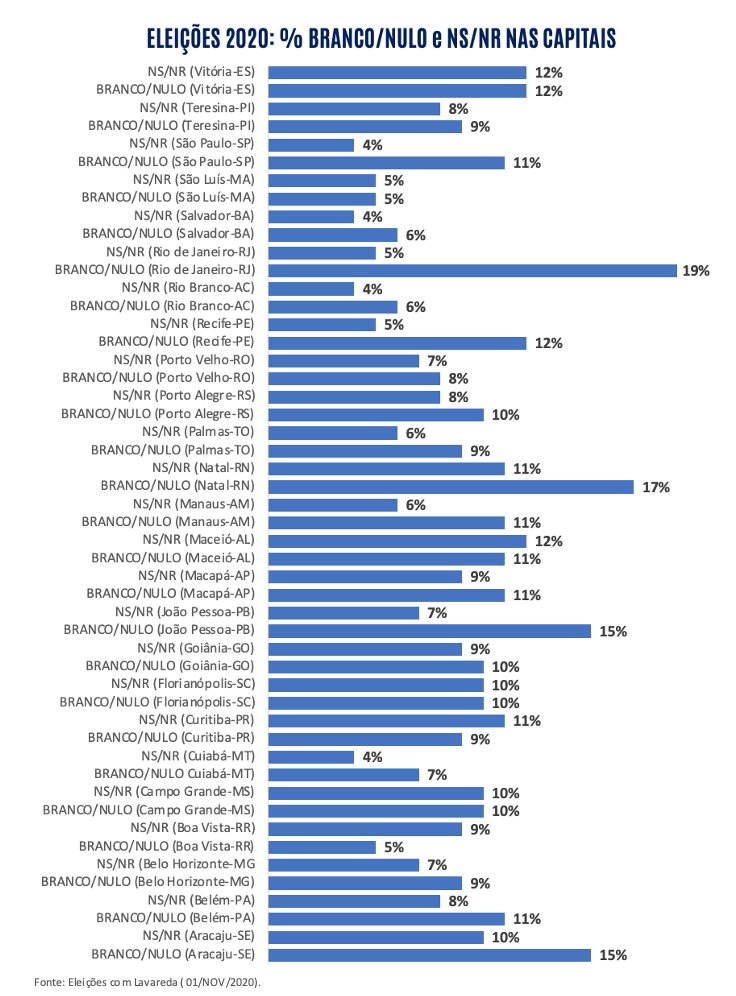 ELEIÇÕES 2020: % BRANCO/NULO e NS/NR NAS CAPITAIS
NS/NR (Vitória-ES) 12%
BRANCO/NULO (Vitória-ES) 12%
NS/NR (Teresina-PI) 8%
BRANCO/NULO (Teresina-PI) 9%
NS/NR (São Paulo-SP) 4%
BRANCO/NULO (São Paulo-SP) 11%
NS/NR (São Luís-MA) 5%
BRANCO/NULO (São Luís-MA) 5%
NS/NR (Salvador-BA) 4%
BRANCO/NULO (Salvador-BA) 6%
NS/NR (Rio de Janeiro-RJ) 5%
BRANCO/NULO (Rio de Janeiro-RJ) 19%
NS/NR (Rio Branco-AC) 4%
BRANCO/NULO (Rio Branco-AC) 6%
NS/NR (Recife-PE) 5%
BRANCO/NULO (Recife-PE) 12%
NS/NR (Porto Velho-RO) 7%
BRANCO/NULO (Porto Velho-RO) 8%
NS/NR (Porto Alegre-RS) 8%
BRANCO/NULO (Porto Alegre-RS) 10%
NS/NR (Palmas-TO) 6%
BRANCO/NULO (Palmas-TO) 9%
NS/NR (Natal-RN) 11%
BRANCO/NULO (Natal-RN) 17%
NS/NR (Manaus-AM) 6%
BRANCO/NULO (Manaus-AM) 11%
NS/NR (Maceió-AL) 12%
BRANCO/NULO (Maceió-AL) 11%
NS/NR (Macapá-AP) 9%
BRANCO/NULO (Macapá-AP) 11%
NS/NR (João Pessoa-PB) 7%
BRANCO/NULO (João Pessoa-PB) 15%
NS/NR (Goiânia-GO) 9%
BRANCO/NULO (Goiânia-GO) 10%
NS/NR (Florianópolis-SC) 10%
BRANCO/NULO (Florianópolis-SC) 10%
NS/NR (Curitiba-PR) 11%
BRANCO/NULO (Curitiba-PR) 9%
NS/NR (Cuiabá-MT) 4%
BRANCO/NULO Cuiabá-MT) 7%
NS/NR (Campo Grande-MS) 10%
BRANCO/NULO (Campo Grande-MS) 10%
NS/NR (Boa Vista-RR) 9%
BRANCO/NULO (Boa Vista-RR) 5%
NS/NR (Belo Horizonte-MG 7%
BRANCO/NULO (Belo Horizonte-MG) 9%
NS/NR (Belém-PA) 8%
BRANCO/NULO (Belém-PA) 11%
NS/NR (Aracaju-SE) 10%
BRANCO/NULO (Aracaju-SE) 15%
Fonte: Eleições com Lavareda ( 01/NOV/2020).